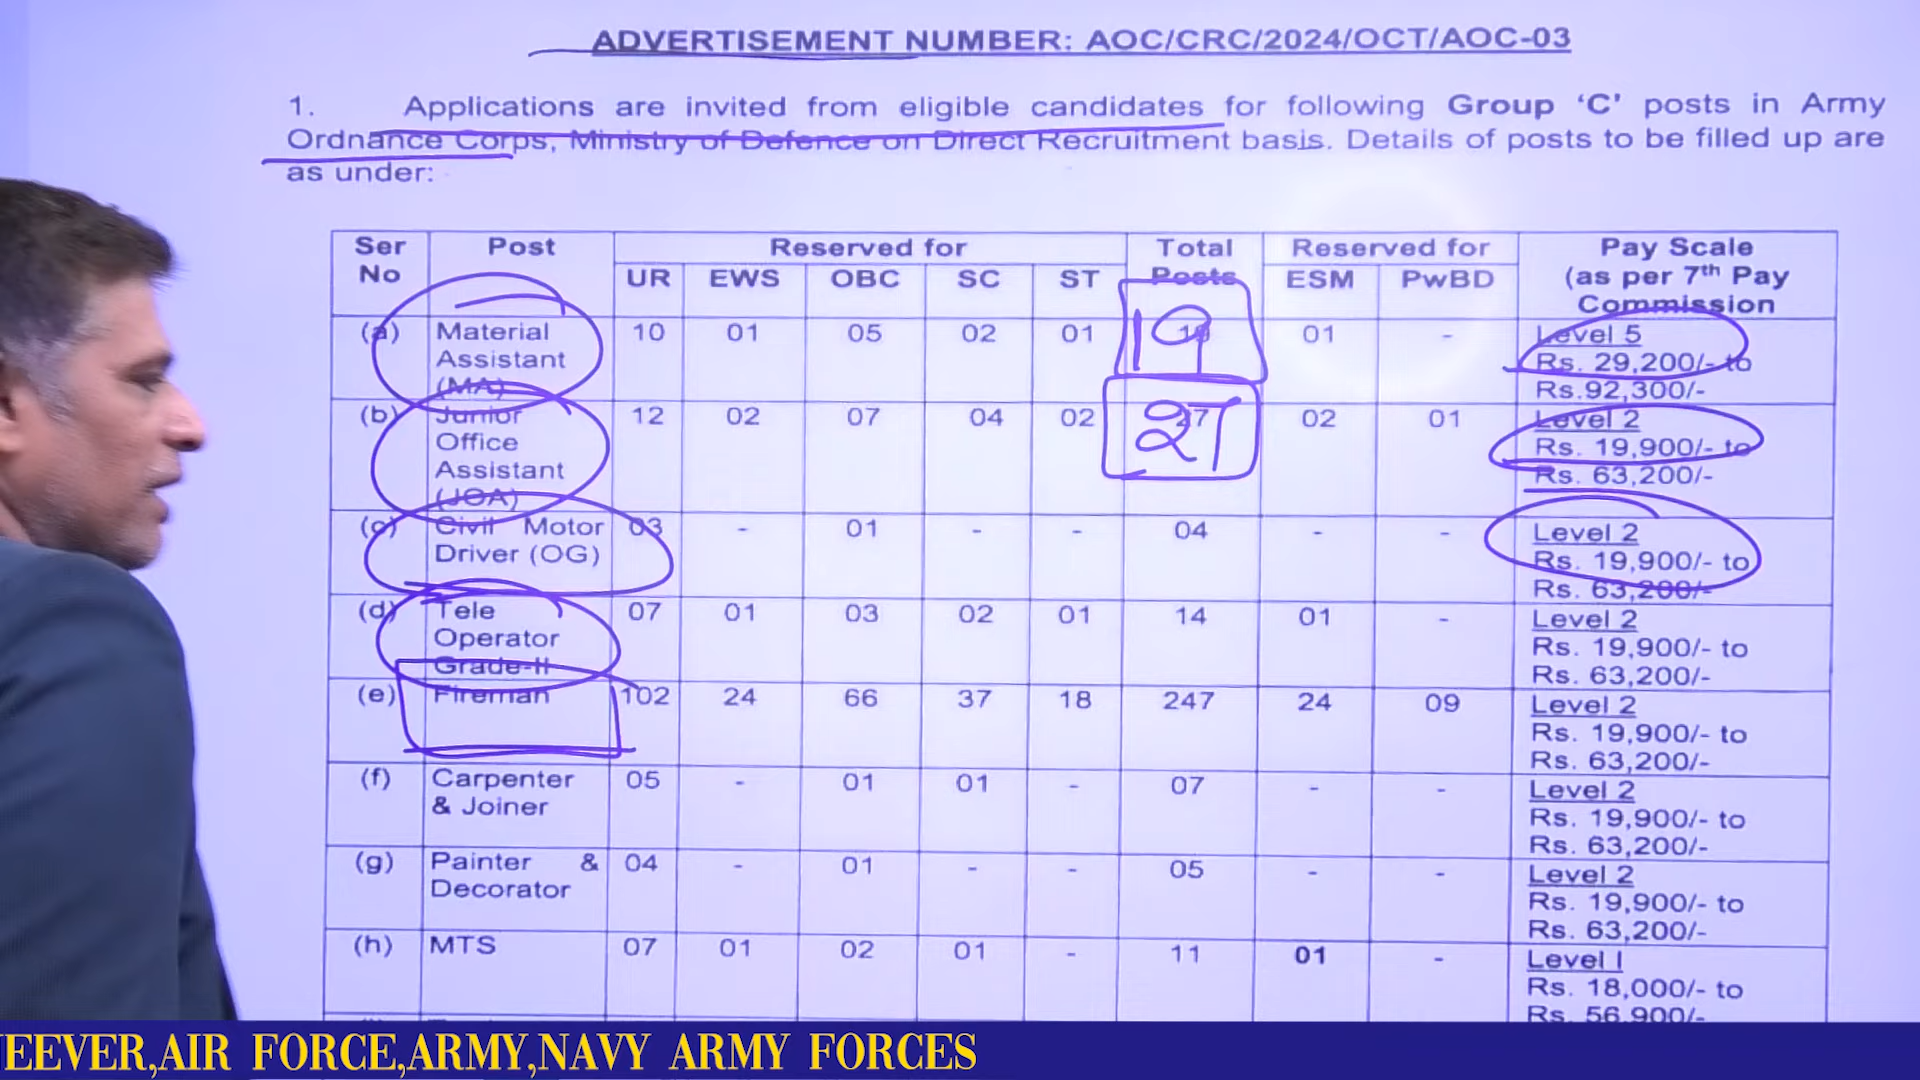 ADVERTISEMENT NUMBER: AOC/CRC/2024/OCT/AOC-03
1. Applications are invited from eligible candidates for following Group ‘C’ posts in Army
Ordnance Corps, Ministry of Defence on Direct Recruitment basis. Details of posts to be filled up are
as under:
Ser No Post Reserved for Total Posts Reserved for Pay Scale (as per 7th Pay Commission
UR EWS OBC SC ST ESM PwBD
(a) Material Assistant (MA) 10 01 05 02 01 19 01 - Level 5 Rs. 29,200/- to Rs.92,300/-
(b) Junior Office Assistant (JOA) 12 02 07 04 02 27 02 01 Level 2 Rs. 19,900/- to Rs. 63,200/-
(c) Civil Motor Driver (OG) 03 - 01 - - 04 - - Level 2 Rs. 19,900/- to Rs. 63,200/-
(d) Tele Operator Grade-II 07 01 03 02 01 14 01 - Level 2 Rs. 19,900/- to Rs. 63,200/-
(e) Fireman 102 24 66 37 18 247 24 09 Level 2 Rs. 19,900/- to Rs. 63,200/-
(f) Carpenter & Joiner 05 - 01 01 - 07 - - Level 2 Rs. 19,900/- to Rs. 63,200/-
(g) Painter & Decorator 04 - 01 - - 05 - - Level 2 Rs. 19,900/- to Rs. 63,200/-
(h) MTS 07 01 02 01 - 11 01 - Level I Rs. 18,000/- to Rs. 56,900/-
19
27
EEVER,AIR FORCE,ARMY,NAVY ARMY FORCES